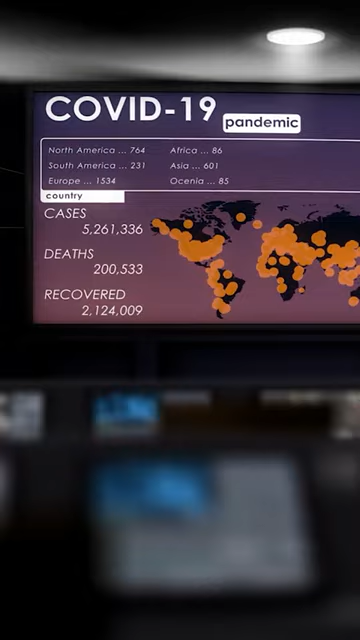 COVID-19
pandemic
North America ... 764
Africa ... 86
South America ... 231
Asia ... 601
Europe ... 1534
Ocenia ... 85
country
CASES
5,261,336
DEATHS
200,533
RECOVERED
2,124,009